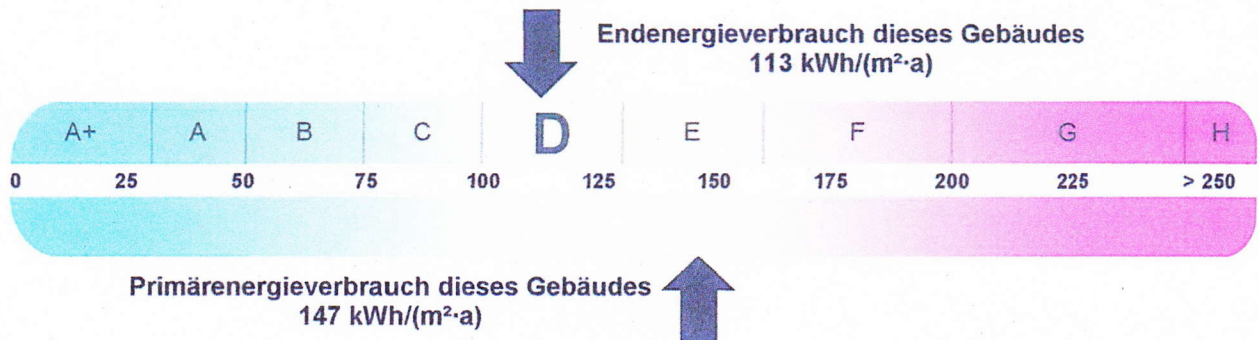 Endenergieverbrauch dieses Gebäudes
113 kWh/(m²·a)
A+ A B C D E F G H
0 25 50 75 100 125 150 175 200 225 > 250
Primärenergieverbrauch dieses Gebäudes
147 kWh/(m²·a)